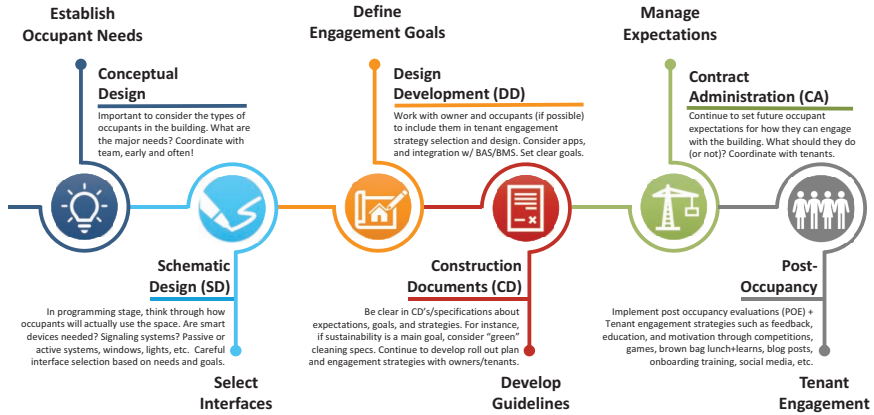 Establish
Occupant Needs
Conceptual
Design
Important to consider the types of
occupants in the building. What are
the major needs? Coordinate with
team, early and often!
Schematic
Design (SD)
In programming stage, think through how
occupants will actually use the space. Are smart
devices needed? Signaling systems? Passive or
active systems, windows, lights, etc. Careful
interface selection based on needs and goals.
Select
Interfaces
Define
Engagement Goals
Design
Development (DD)
Work with owner and occupants (if possible)
to include them in tenant engagement
strategy selection and design. Consider apps,
and integration w/ BAS/BMS. Set clear goals.
Construction
Documents (CD)
Be clear in CD's/specifications about
expectations, goals, and strategies. For instance,
if sustainability is a main goal, consider "green"
cleaning specs. Continue to develop roll out plan
and engagement strategies with owners/tenants.
Develop
Guidelines
Manage
Expectations
Contract
Administration (CA)
Continue to set future occupant
expectations for how they can engage
with the building. What should they do
(or not)? Coordinate with tenants.
Post-
Occupancy
Implement post occupancy evaluations (POE) +
Tenant engagement strategies such as feedback,
education, and motivation through competitions,
games, brown bag lunch+learns, blog posts,
onboarding training, social media, etc.
Tenant
Engagement